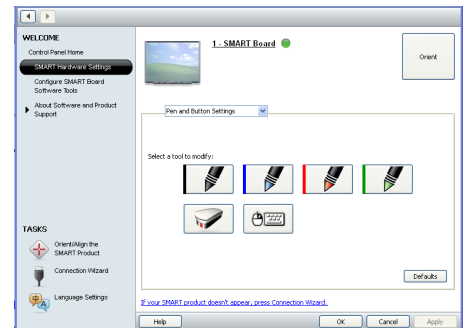 WELCOME
Control Panel Home
SMART Hardware Settings
Configure SMART Board
Software Tools
About Software and Product
Support
TASKS
Orient/Align the
SMART Product
Connection Wizard
Language Settings
1 - SMART Board
Orient
Pen and Button Settings
Select a tool to modify:
Defaults
If your SMART product doesn't appear, press Connection Wizard.
Help
OK
Cancel
Apply